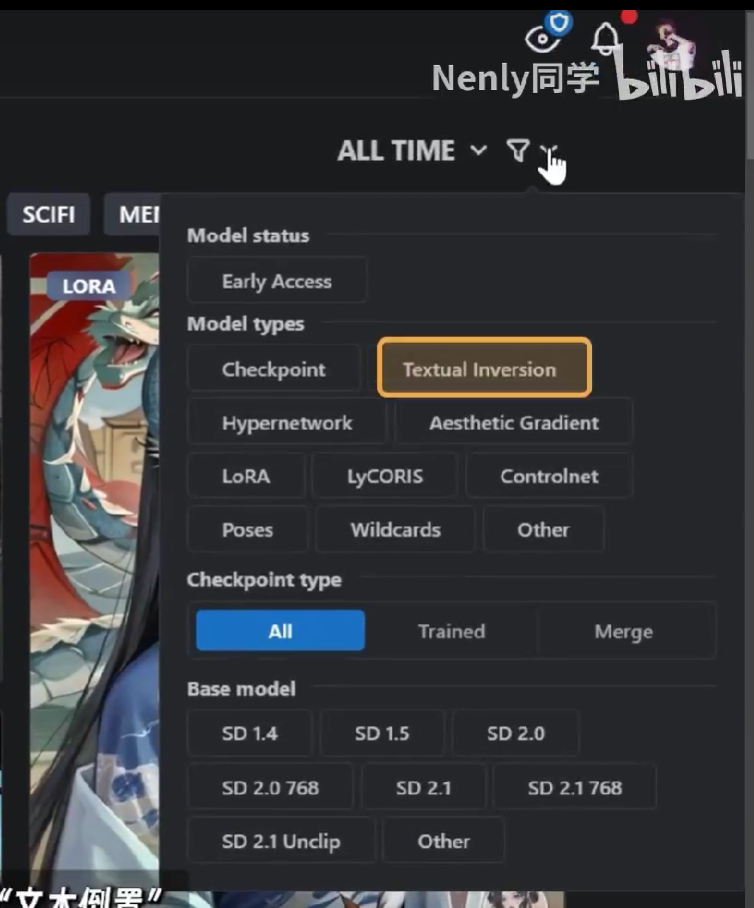 Nenly同学 bilibili
ALL TIME
SCIFI
Model status
Early Access
LORA
Model types
Checkpoint Textual Inversion
Hypernetwork Aesthetic Gradient
LoRA LyCORIS Controlnet
Poses Wildcards Other
Checkpoint type
All Trained Merge
Base model
SD 1.4 SD 1.5 SD 2.0
SD 2.0 768 SD 2.1 SD 2.1 768
SD 2.1 Unclip Other
“文本倒置”